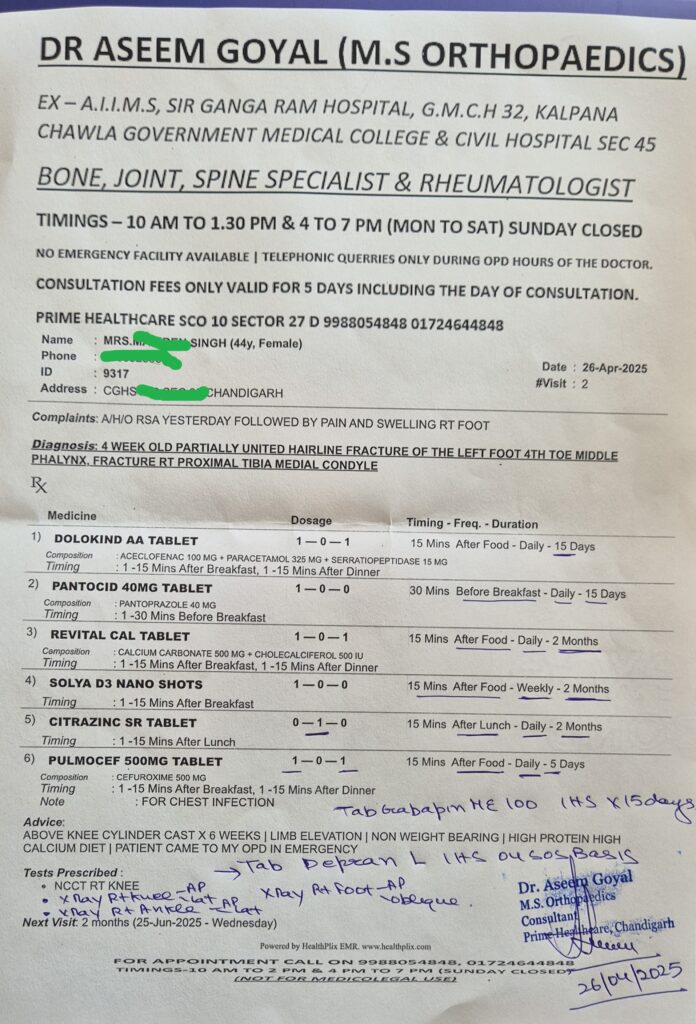 DR ASEEM GOYAL (M.S ORTHOPAEDICS)
EX – A.I.I.M.S, SIR GANGA RAM HOSPITAL, G.M.C.H 32, KALPANA
CHAWLA GOVERNMENT MEDICAL COLLEGE & CIVIL HOSPITAL SEC 45
BONE, JOINT, SPINE SPECIALIST & RHEUMATOLOGIST
TIMINGS – 10 AM TO 1.30 PM & 4 TO 7 PM (MON TO SAT) SUNDAY CLOSED
NO EMERGENCY FACILITY AVAILABLE | TELEPHONIC QUERRIES ONLY DURING OPD HOURS OF THE DOCTOR.
CONSULTATION FEES ONLY VALID FOR 5 DAYS INCLUDING THE DAY OF CONSULTATION.
PRIME HEALTHCARE SCO 10 SECTOR 27 D 9988054848 01724644848
Name : MRS. SINGH (44y, Female)
Phone :
ID : 9317
Address : CGHS CHANDIGARH
Date : 26-Apr-2025
#Visit : 2
Complaints: A/H/O RSA YESTERDAY FOLLOWED BY PAIN AND SWELLING RT FOOT
Diagnosis: 4 WEEK OLD PARTIALLY UNITED HAIRLINE FRACTURE OF THE LEFT FOOT 4TH TOE MIDDLE
PHALYNX, FRACTURE RT PROXIMAL TIBIA MEDIAL CONDYLE
℞
Medicine Dosage Timing - Freq. - Duration
1) DOLOKIND AA TABLET 1 — 0 — 1 15 Mins After Food - Daily - 15 Days
Composition : ACECLOFENAC 100 MG + PARACETAMOL 325 MG + SERRATIOPEPTIDASE 15 MG
Timing : 1 -15 Mins After Breakfast, 1 -15 Mins After Dinner
2) PANTOCID 40MG TABLET 1 — 0 — 0 30 Mins Before Breakfast - Daily - 15 Days
Composition : PANTOPRAZOLE 40 MG
Timing : 1 -30 Mins Before Breakfast
3) REVITAL CAL TABLET 1 — 0 — 1 15 Mins After Food - Daily - 2 Months
Composition : CALCIUM CARBONATE 500 MG + CHOLECALCIFEROL 500 IU
Timing : 1 -15 Mins After Breakfast, 1 -15 Mins After Dinner
4) SOLYA D3 NANO SHOTS 1 — 0 — 0 15 Mins After Food - Weekly - 2 Months
Timing : 1 -15 Mins After Breakfast
5) CITRAZINC SR TABLET 0 — 1 — 0 15 Mins After Lunch - Daily - 2 Months
Timing : 1 -15 Mins After Lunch
6) PULMOCEF 500MG TABLET 1 — 0 — 1 15 Mins After Food - Daily - 5 Days
Composition : CEFUROXIME 500 MG
Timing : 1 -15 Mins After Breakfast, 1 -15 Mins After Dinner
Note : FOR CHEST INFECTION
Tab Gabapin ME 100 1HS x 15 days
Advice:
ABOVE KNEE CYLINDER CAST X 6 WEEKS | LIMB ELEVATION | NON WEIGHT BEARING | HIGH PROTEIN HIGH
CALCIUM DIET | PATIENT CAME TO MY OPD IN EMERGENCY
→ Tab Depran L 1HS on SOS Basis
Tests Prescribed :
• NCCT RT KNEE
• XRay Rt Knee -AP -Lat
XRay Rt Foot -AP -oblique.
• XRay Rt Ankle -AP -Lat
Next Visit: 2 months (25-Jun-2025 - Wednesday)
Dr. Aseem Goyal
M.S. Orthopaedics
Consultant
Prime Healthcare, Chandigarh
26/04/2025
Powered by HealthPlix EMR. www.healthplix.com
FOR APPOINTMENT CALL ON 9988054848, 01724644848
TIMINGS-10 AM TO 2 PM & 4 PM TO 7 PM (SUNDAY CLOSED)
(NOT FOR MEDICOLEGAL USE)